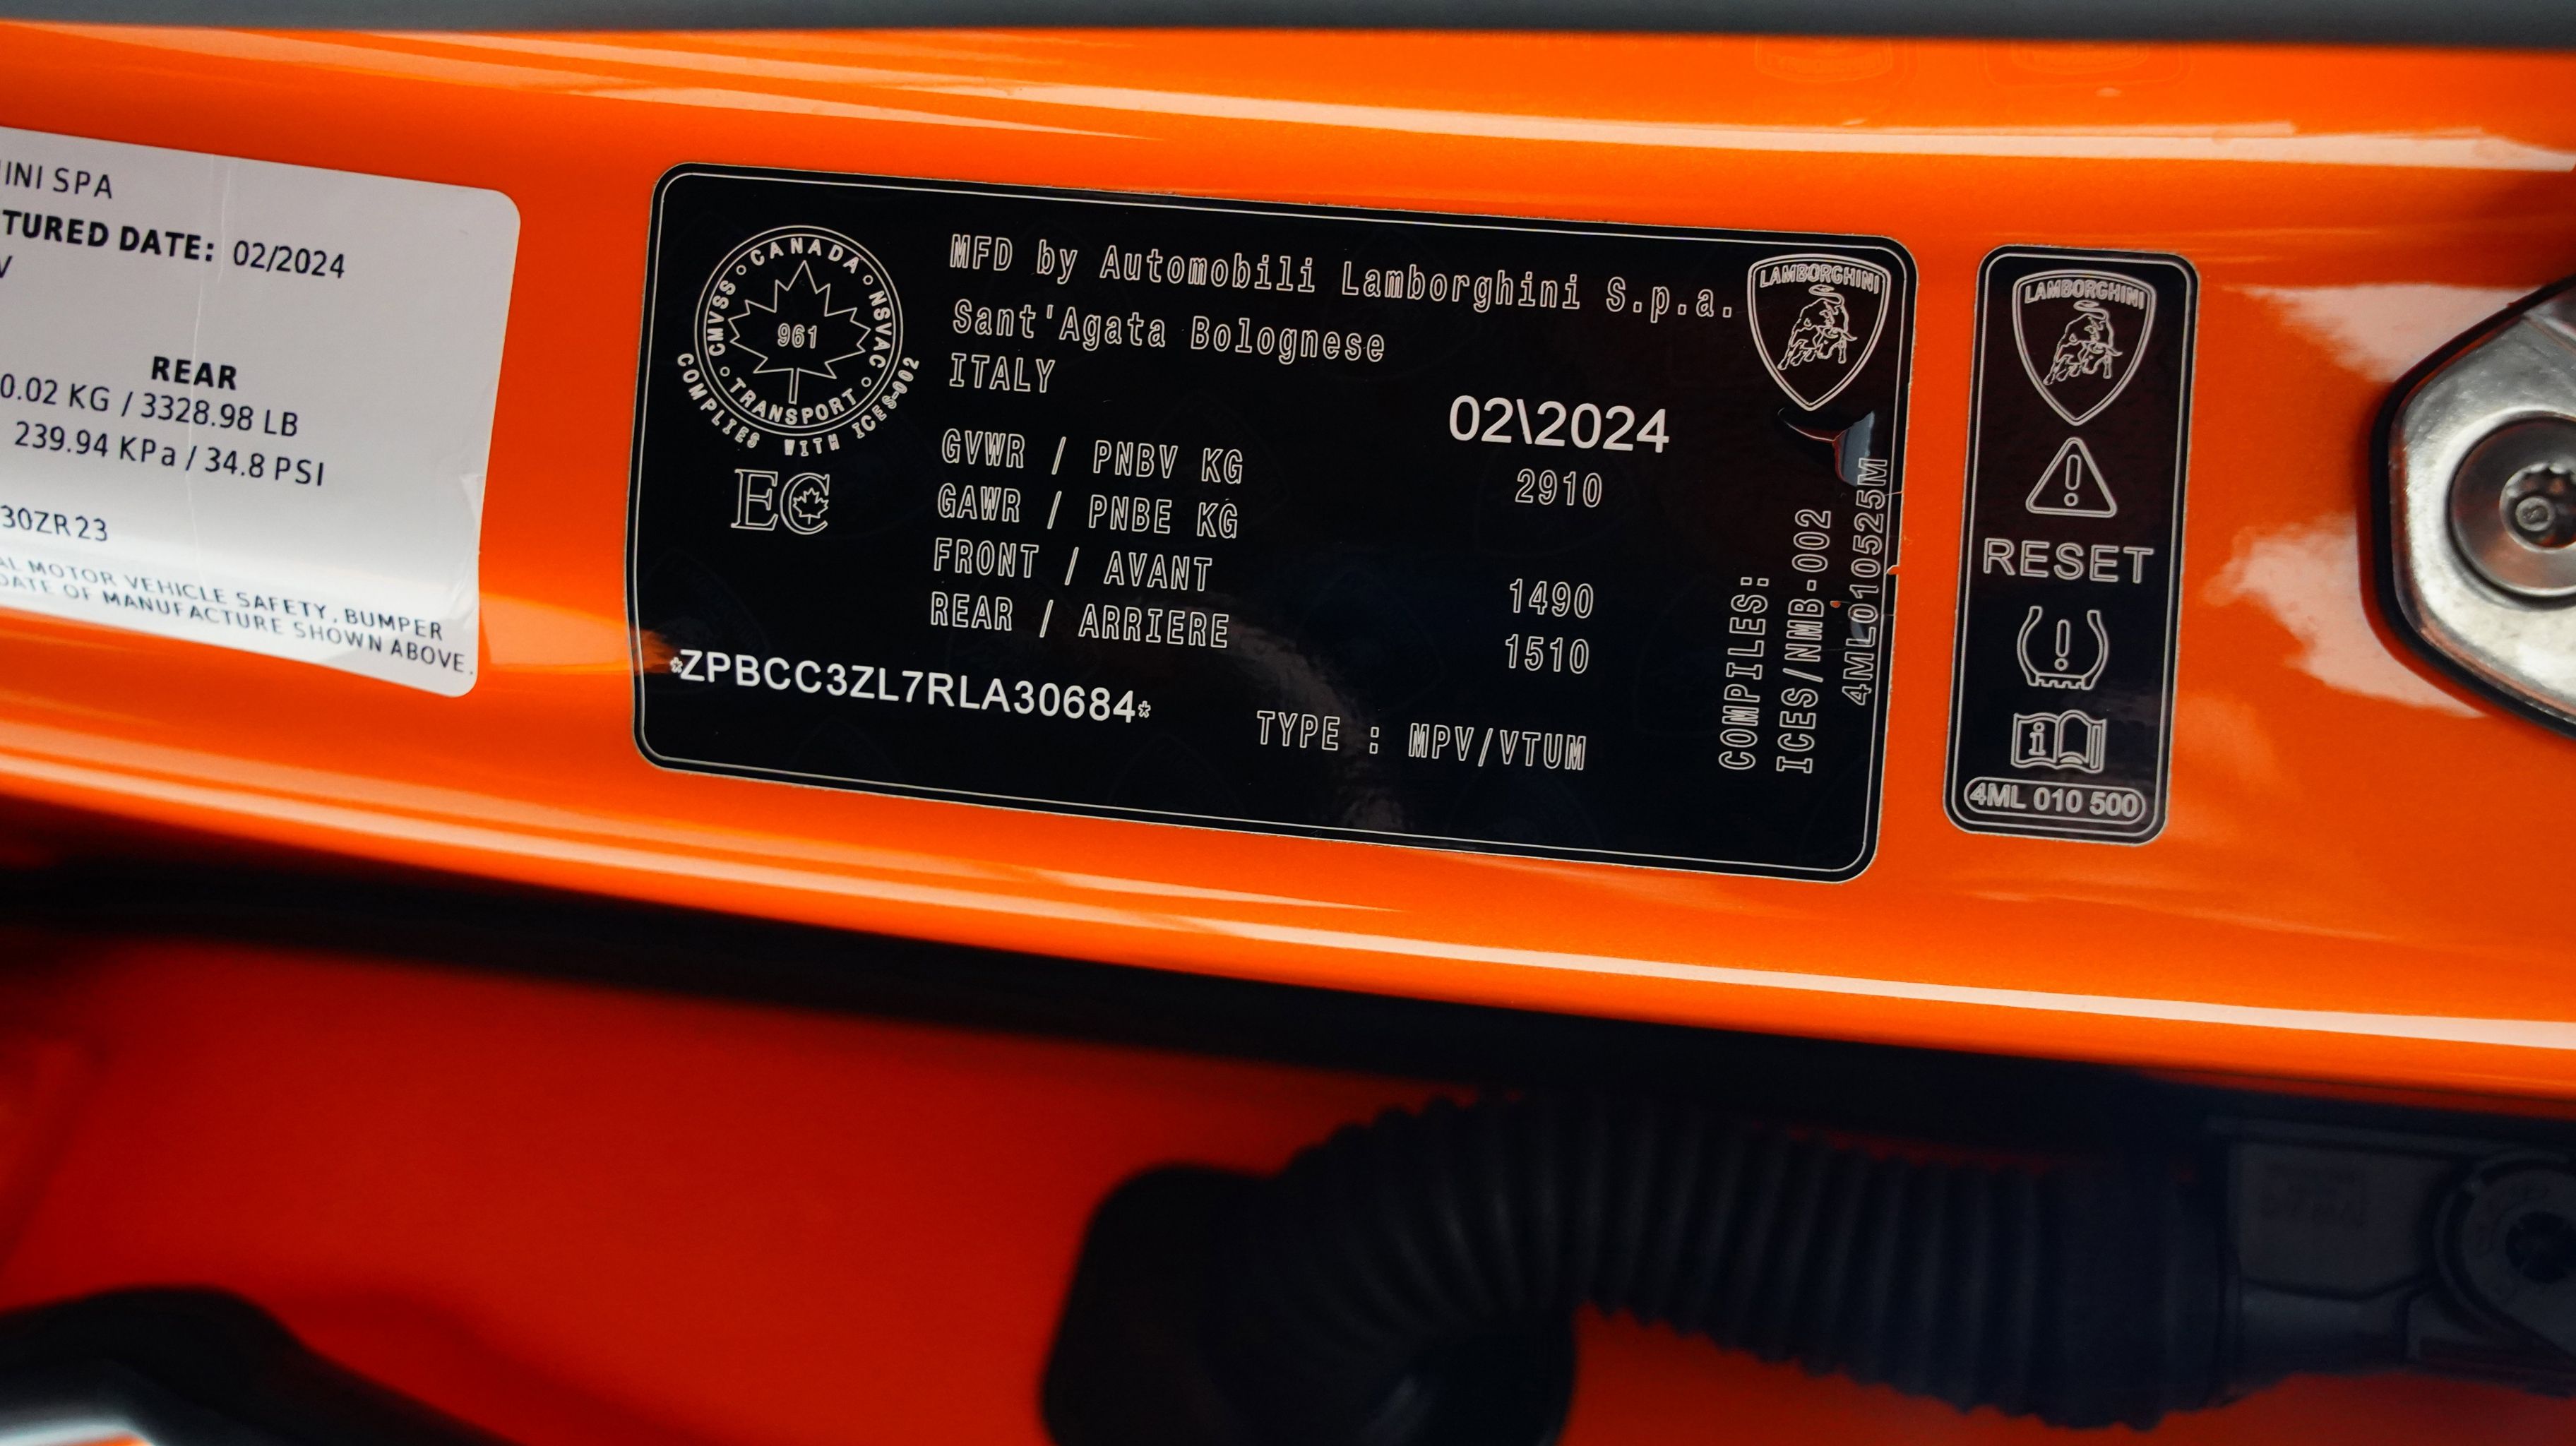 INI SPA
TURED DATE: 02/2024
V
REAR
0.02 KG / 3328.98 LB
239.94 KPa / 34.8 PSI
30ZR23
AL MOTOR VEHICLE SAFETY, BUMPER
DATE OF MANUFACTURE SHOWN ABOVE.
CANADA
CMVSS
NSVAC
961
TRANSPORT
COMPLIES WITH ICES-002
EC
MFD by Automobili Lamborghini S.p.a.
Sant'Agata Bolognese
ITALY
LAMBORGHINI
02\2024
GVWR / PNBV KG 2910
GAWR / PNBE KG
FRONT / AVANT 1490
REAR / ARRIERE 1510
*ZPBCC3ZL7RLA30684*
TYPE : MPV/VTUM
COMPILES:
ICES/NMB-002
4ML010525M
LAMBORGHINI
RESET
4ML 010 500